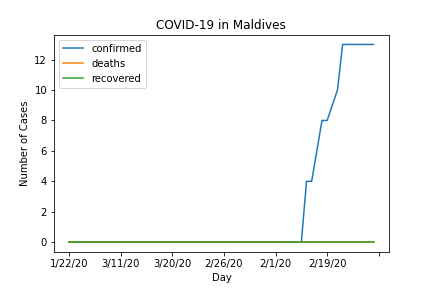 COVID-19 in Maldives
confirmed
deaths
recovered
Number of Cases
12
10
8
6
4
2
0
1/22/20 3/11/20 3/20/20 2/26/20 2/1/20 2/19/20
Day